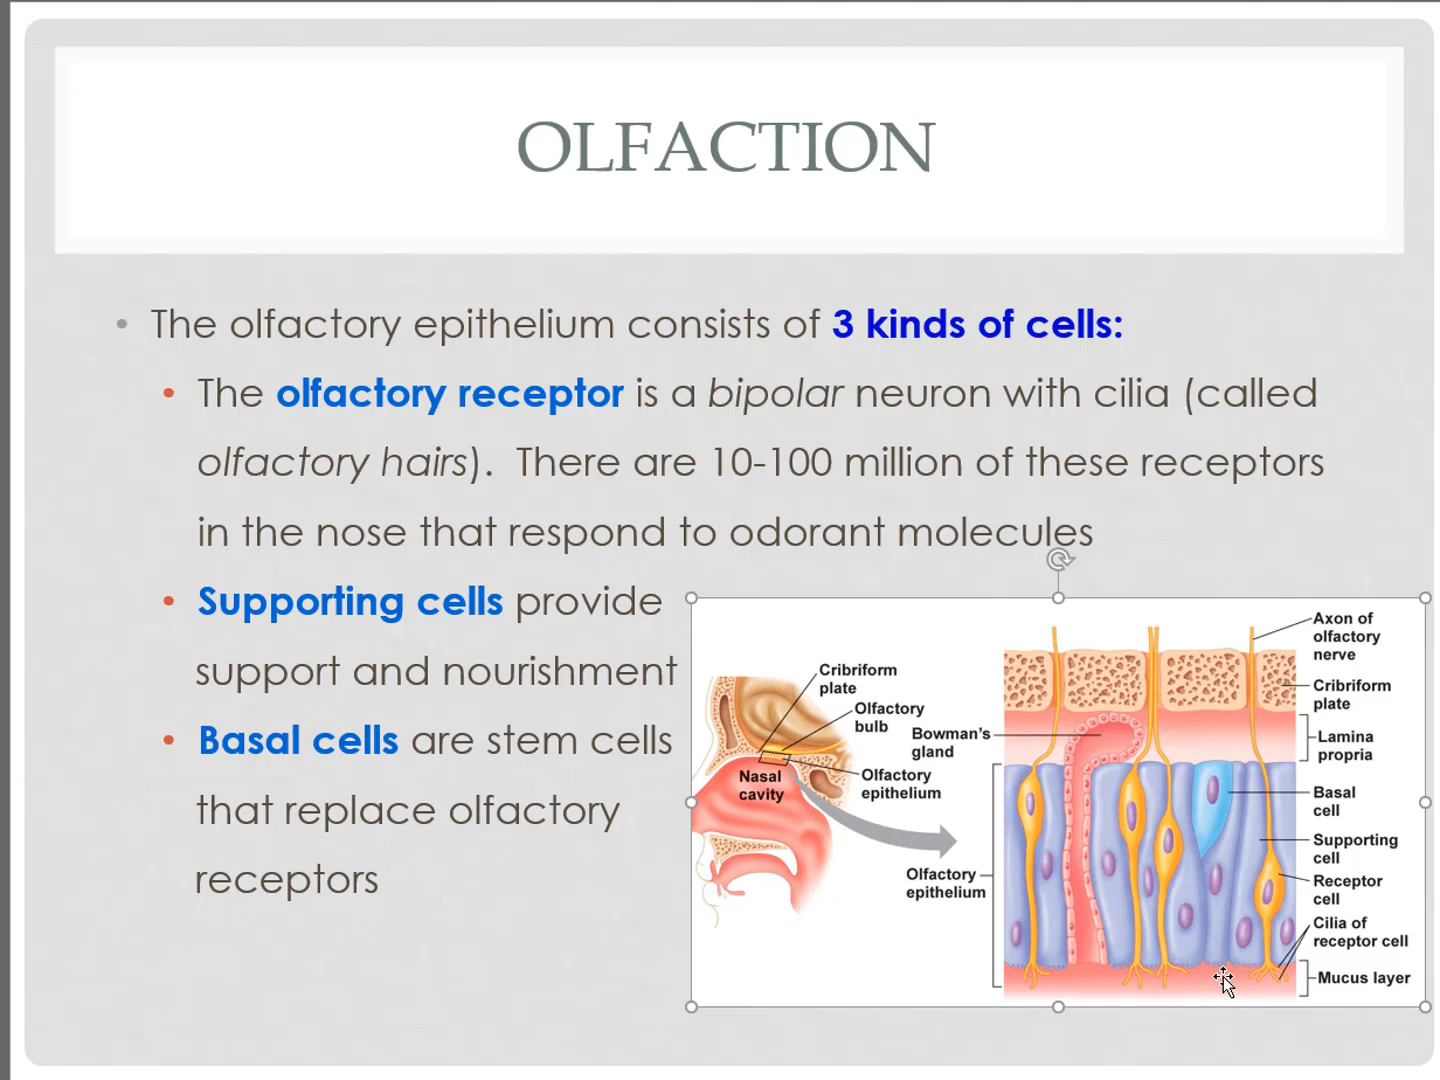 OLFACTION
• The olfactory epithelium consists of 3 kinds of cells:
• The olfactory receptor is a bipolar neuron with cilia (called
olfactory hairs).  There are 10-100 million of these receptors
in the nose that respond to odorant molecules
• Supporting cells provide
support and nourishment
• Basal cells are stem cells
that replace olfactory
receptors
Cribriform
plate
Olfactory
bulb
Nasal
cavity
Olfactory
epithelium
Bowman's
gland
Olfactory
epithelium
Axon of
olfactory
nerve
Cribriform
plate
Lamina
propria
Basal
cell
Supporting
cell
Receptor
cell
Cilia of
receptor cell
Mucus layer